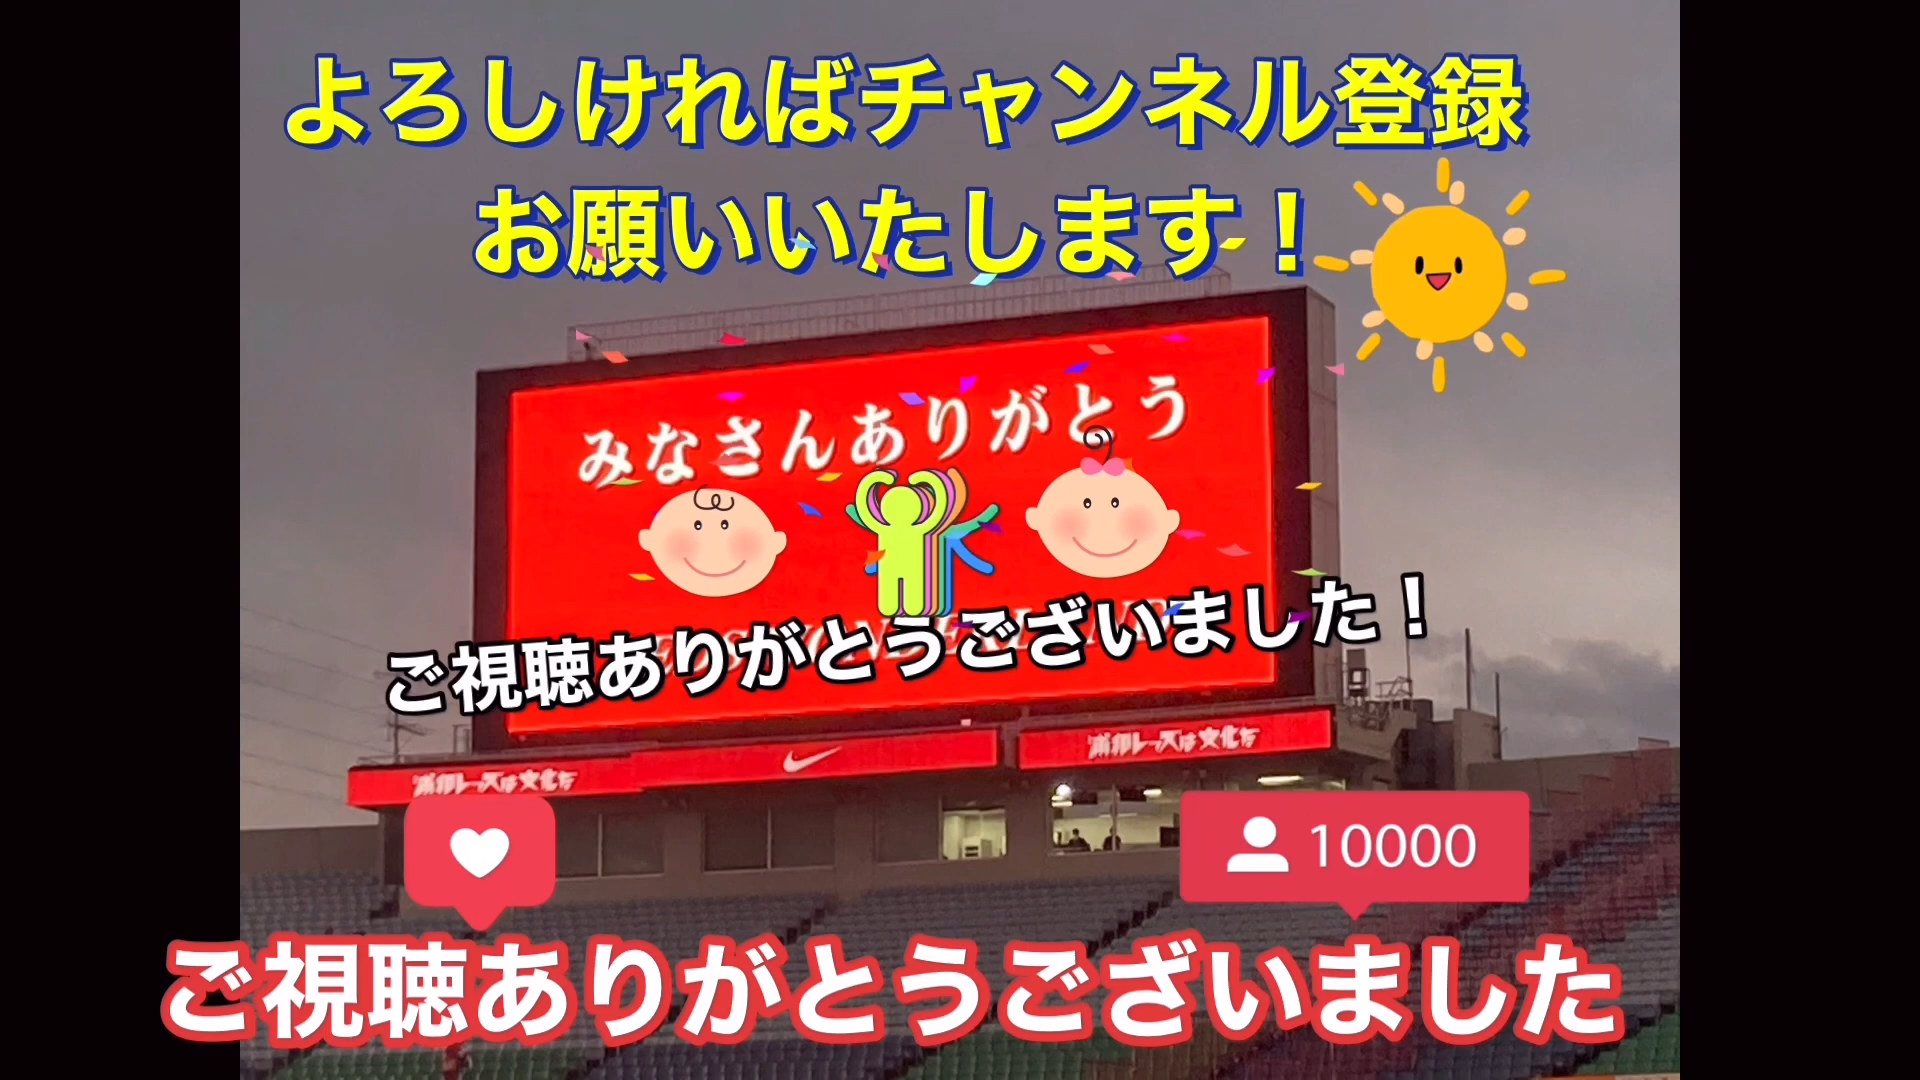 よろしければチャンネル登録
お願いいたします！
みなさんありがとう
ご視聴ありがとうございました！
浦和レッズは文化だ
浦和レッズは文化だ
10000
ご視聴ありがとうございました